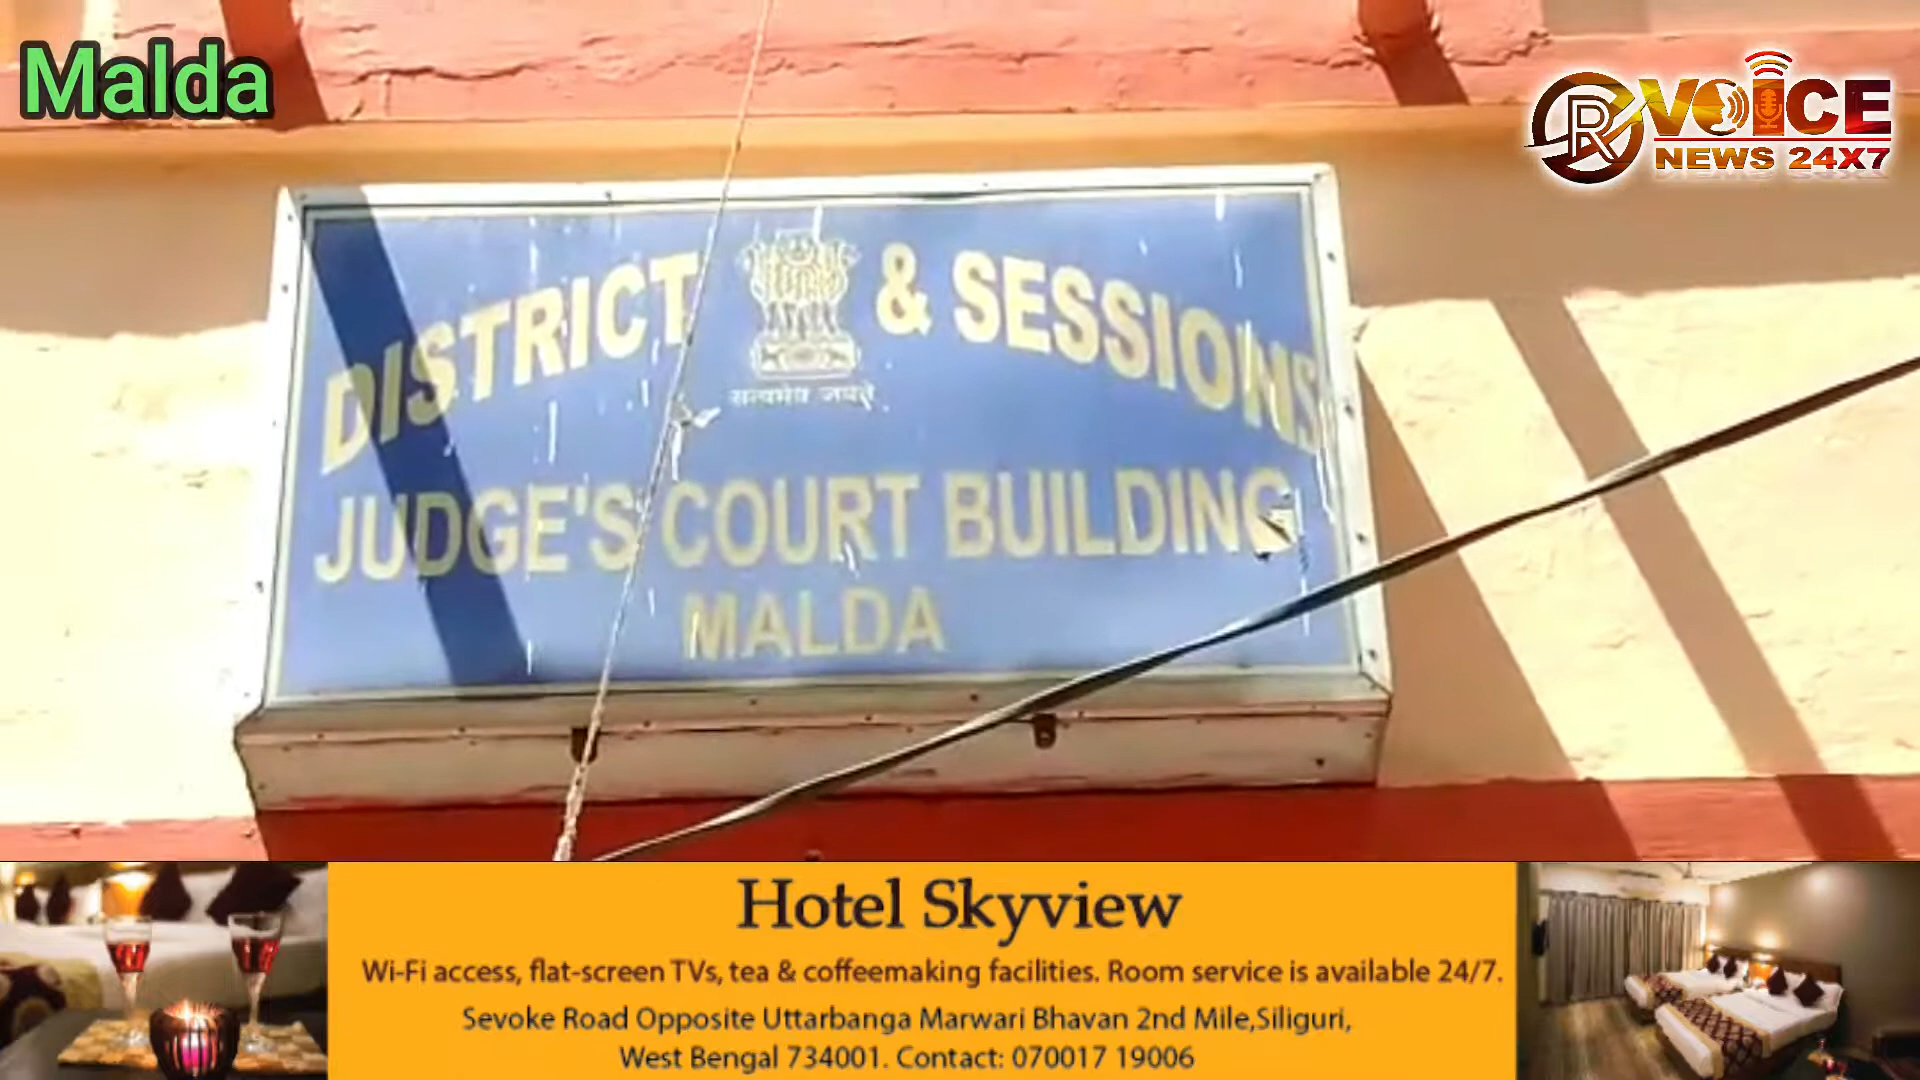 Malda
R VOICE
NEWS 24X7
DISTRICT & SESSIONS
सत्यमेव जयते
JUDGE'S COURT BUILDING
MALDA
Hotel Skyview
Wi-Fi access, flat-screen TVs, tea & coffeemaking facilities. Room service is available 24/7.
Sevoke Road Opposite Uttarbanga Marwari Bhavan 2nd Mile,Siliguri,
West Bengal 734001. Contact: 070017 19006